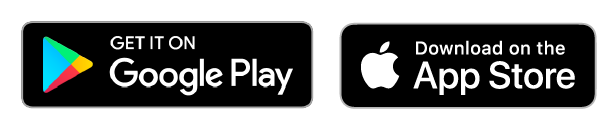 GET IT ON
Google Play
Download on the
App Store